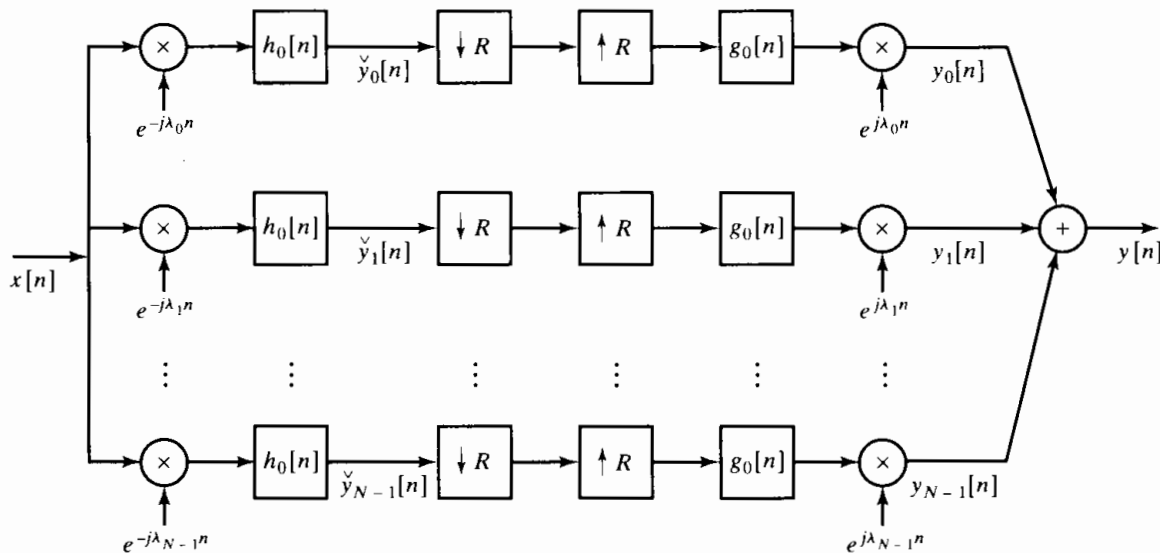 × h₀[n] y̌₀[n] ↓ R ↑ R g₀[n] × y₀[n]
e^{-jλ₀n} e^{jλ₀n}
× h₀[n] y̌₁[n] ↓ R ↑ R g₀[n] × y₁[n] +
x[n] y[n]
e^{-jλ₁n} e^{jλ₁n}
⋮ ⋮ ⋮ ⋮ ⋮ ⋮
× h₀[n] y̌_{N-1}[n] ↓ R ↑ R g₀[n] × y_{N-1}[n]
e^{-jλ_{N-1}n} e^{jλ_{N-1}n}